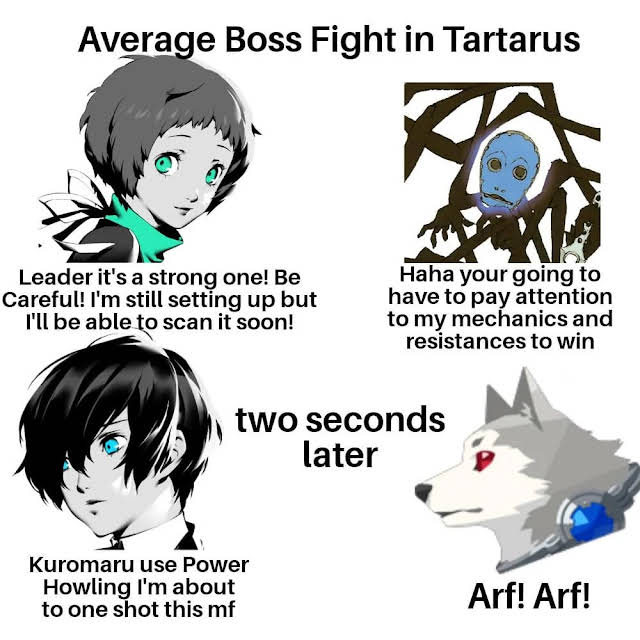 Average Boss Fight in Tartarus
Leader it's a strong one! Be
Careful! I'm still setting up but
I'll be able to scan it soon!
Haha your going to
have to pay attention
to my mechanics and
resistances to win
two seconds
later
Kuromaru use Power
Howling I'm about
to one shot this mf
Arf! Arf!